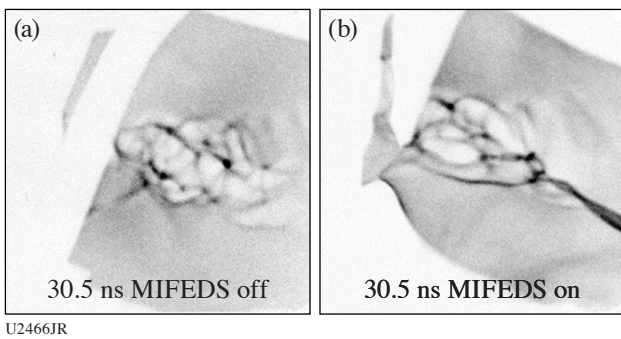 (a)
(b)
30.5 ns MIFEDS off
30.5 ns MIFEDS on
U2466JR